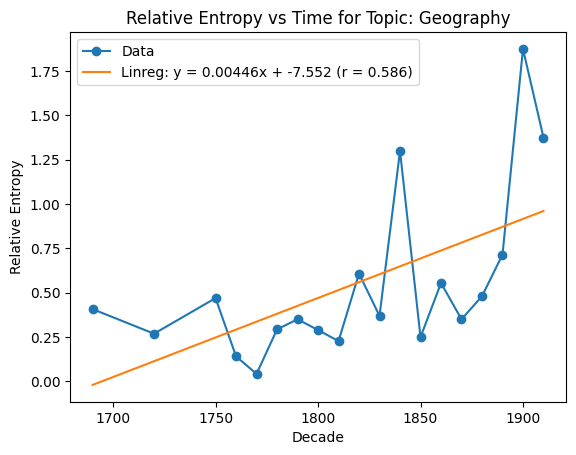 Relative Entropy vs Time for Topic: Geography
Data
Linreg: y = 0.00446x + -7.552 (r = 0.586)
Relative Entropy
1.75
1.50
1.25
1.00
0.75
0.50
0.25
0.00
1700
1750
1800
1850
1900
Decade